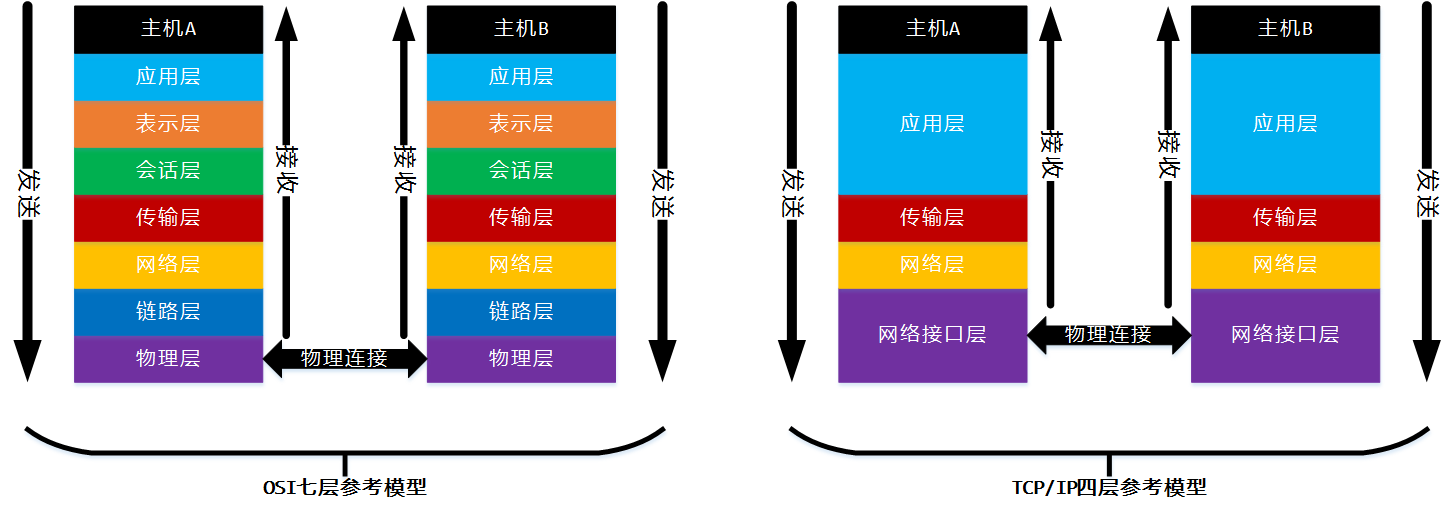 发送
主机A
应用层
表示层
会话层
传输层
网络层
链路层
物理层
接收
物理连接
接收
主机B
应用层
表示层
会话层
传输层
网络层
链路层
物理层
发送
OSI七层参考模型
发送
主机A
应用层
传输层
网络层
网络接口层
接收
物理连接
接收
主机B
应用层
传输层
网络层
网络接口层
发送
TCP/IP四层参考模型